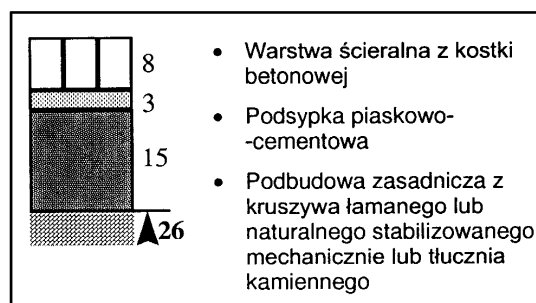 8
3
15
26
• Warstwa ścieralna z kostki
betonowej
• Podsypka piaskowo-
-cementowa
• Podbudowa zasadnicza z
kruszywa łamanego lub
naturalnego stabilizowanego
mechanicznie lub tłucznia
kamiennego